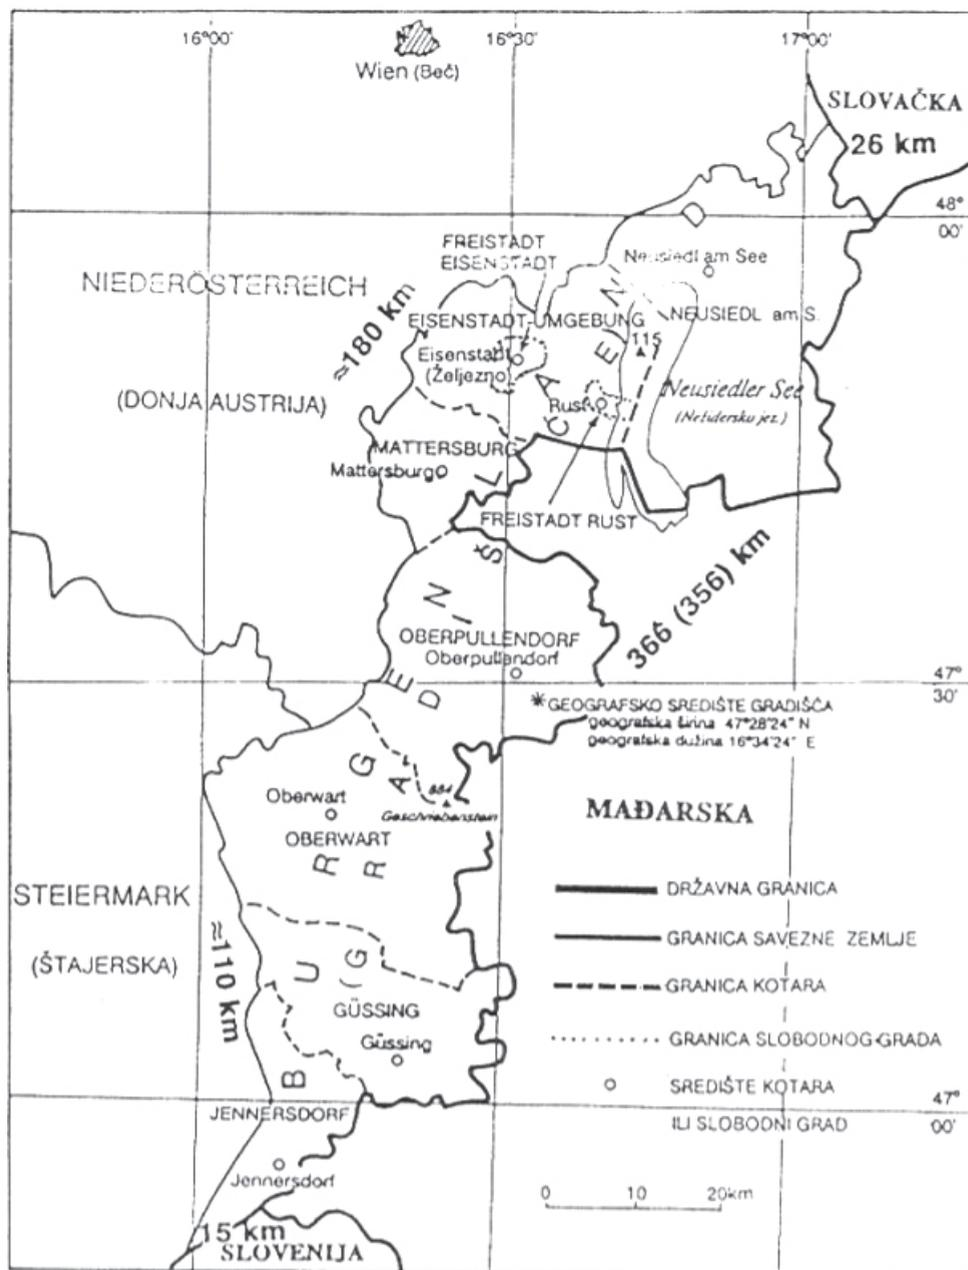 16°00'
16°30'
17°00'
Wien (Beč)
SLOVAČKA
26 km
48°
00'
FREISTADT
EISENSTADT
Neusiedl am See
NIEDERÖSTERREICH
≈180 km
EISENSTADT-UMGEBUNG
NEUSIEDL am S.
115
Eisenstadt
(Željezno)
(DONJA AUSTRIJA)
Rust
Neusiedler See
MATTERSBURG
Mattersburg
FREISTADT RUST
366 (356) km
OBERPULLENDORF
Oberpullendorf
47°
30'
*GEOGRAFSKO SREDIŠTE GRADIŠĆA
geografska širina 47°28'24" N
geografska dužina 16°34'24" E
BURGENLAND
(GRADIŠĆE)
884
Geschriebenstein
Oberwart
OBERWART
MAĐARSKA
DRŽAVNA GRANICA
STEIERMARK
GRANICA SAVEZNE ZEMLJE
(ŠTAJERSKA)
≈110 km
GRANICA KOTARA
GÜSSING
GRANICA SLOBODNOG GRADA
Güssing
SREDIŠTE KOTARA
ILI SLOBODNI GRAD
JENNERSDORF
47°
00'
Jennersdorf
0 10 20km
15 km
SLOVENIJA